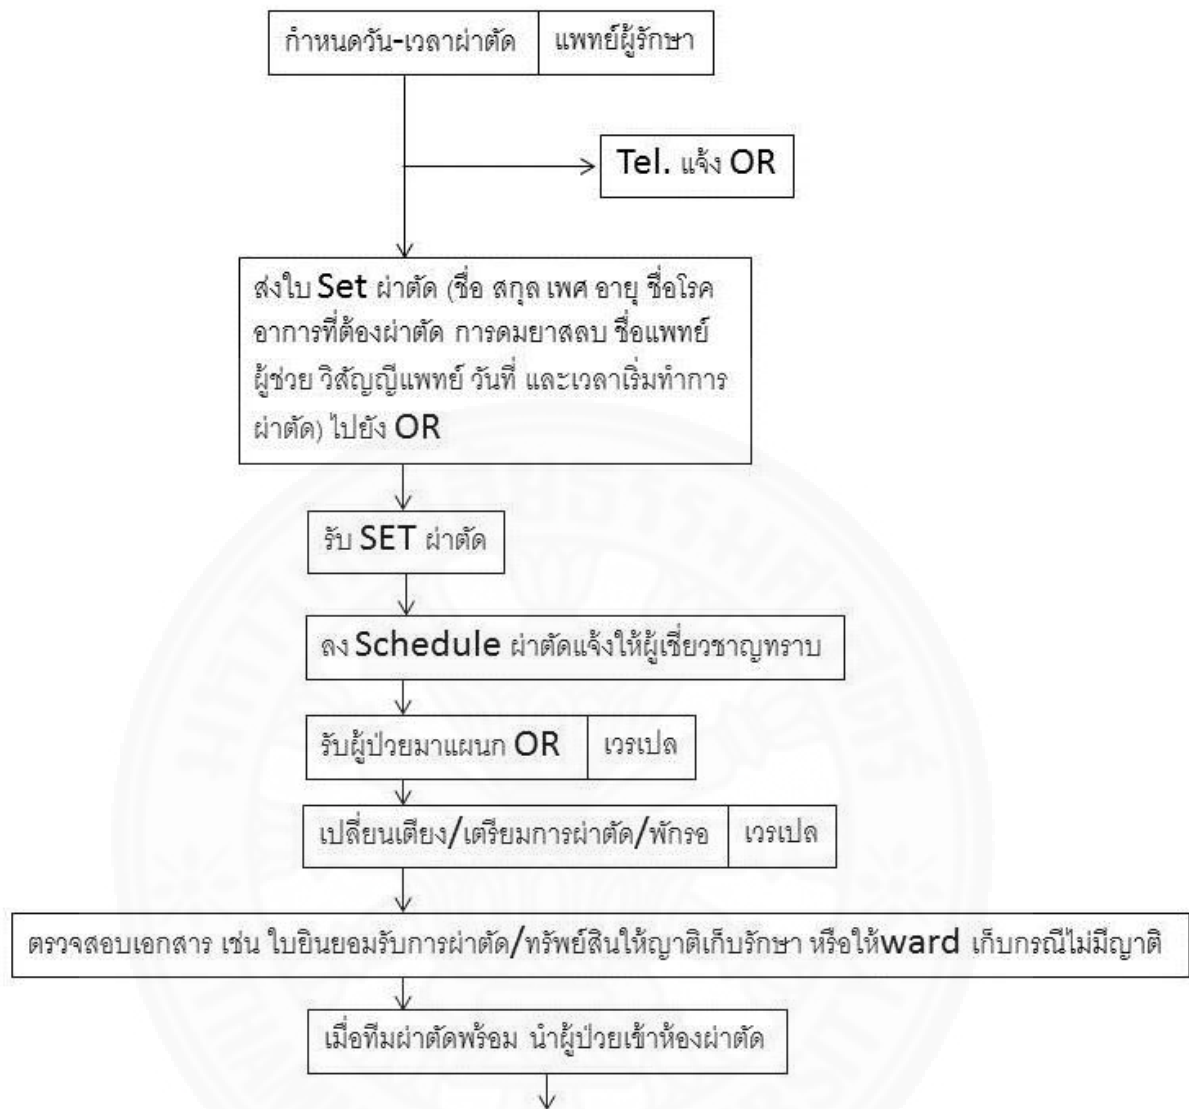 กำหนดวัน-เวลาผ่าตัด แพทย์ผู้รักษา
Tel. แจ้ง OR
ส่งใบ Set ผ่าตัด (ชื่อ สกุล เพศ อายุ ชื่อโรค
อาการที่ต้องผ่าตัด การดมยาสลบ ชื่อแพทย์
ผู้ช่วย วิสัญญีแพทย์ วันที่ และเวลาเริ่มทำการ
ผ่าตัด) ไปยัง OR
รับ SET ผ่าตัด
ลง Schedule ผ่าตัดแจ้งให้ผู้เชี่ยวชาญทราบ
รับผู้ป่วยมาแผนก OR เวรเปล
เปลี่ยนเตียง/เตรียมการผ่าตัด/พักรอ เวรเปล
ตรวจสอบเอกสาร เช่น ใบยินยอมรับการผ่าตัด/ทรัพย์สินให้ญาติเก็บรักษา หรือให้ward เก็บกรณีไม่มีญาติ
เมื่อทีมผ่าตัดพร้อม นำผู้ป่วยเข้าห้องผ่าตัด